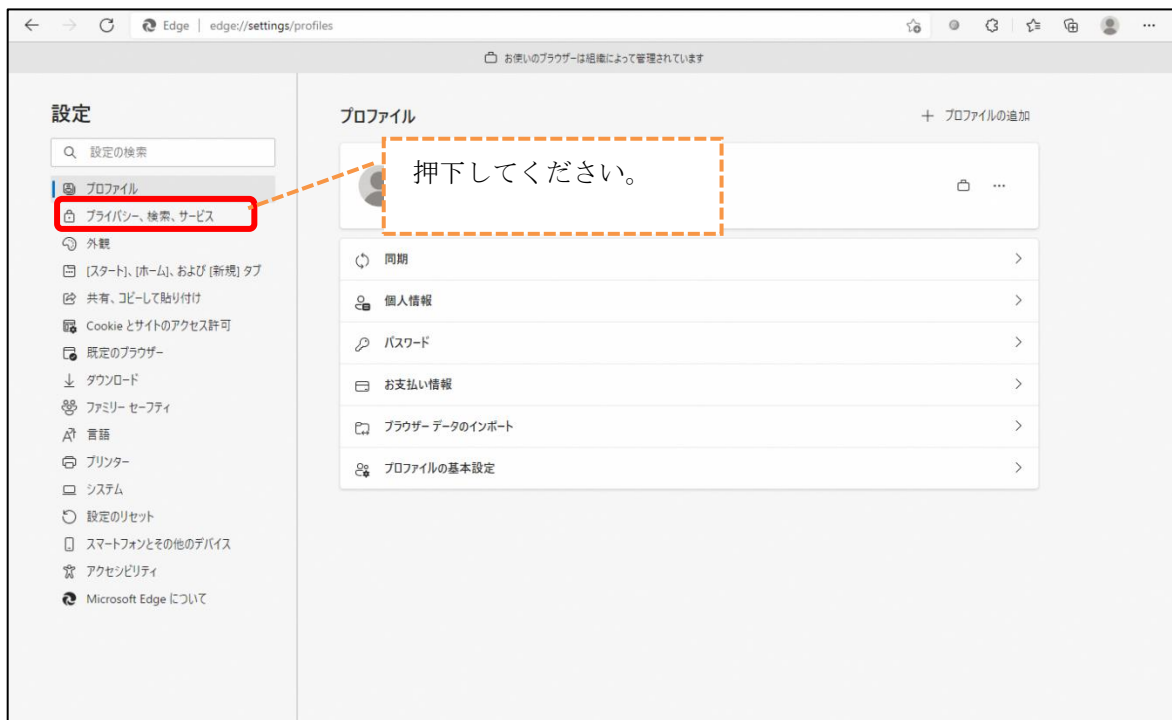 Edge | edge://settings/profiles
お使いのブラウザーは組織によって管理されています
設定
設定の検索
プロファイル
プライバシー、検索、サービス
外観
[スタート]、[ホーム]、および [新規] タブ
共有、コピーして貼り付け
Cookie とサイトのアクセス許可
既定のブラウザー
ダウンロード
ファミリー セーフティ
言語
プリンター
システム
設定のリセット
スマートフォンとその他のデバイス
アクセシビリティ
Microsoft Edge について
プロファイル
プロファイルの追加
押下してください。
同期
個人情報
パスワード
お支払い情報
ブラウザー データのインポート
プロファイルの基本設定